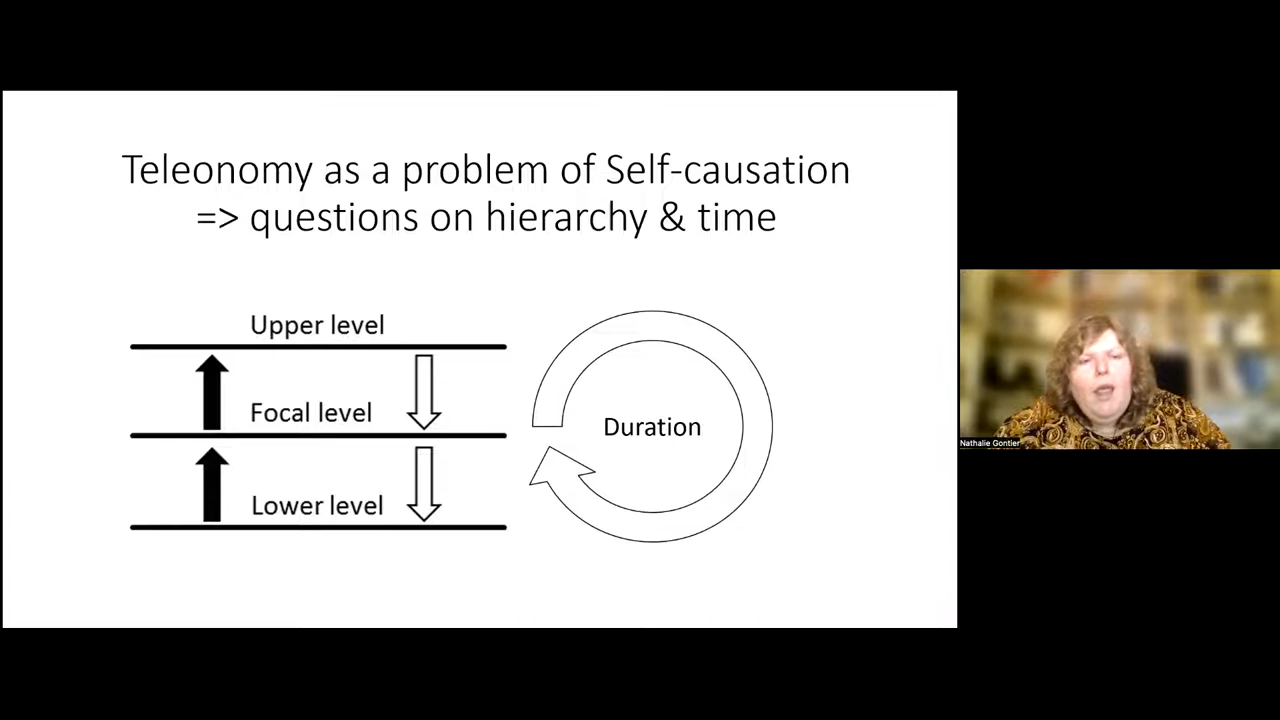 Teleonomy as a problem of Self-causation
=> questions on hierarchy & time
Upper level
Focal level
Lower level
Duration
Nathalie Gontier